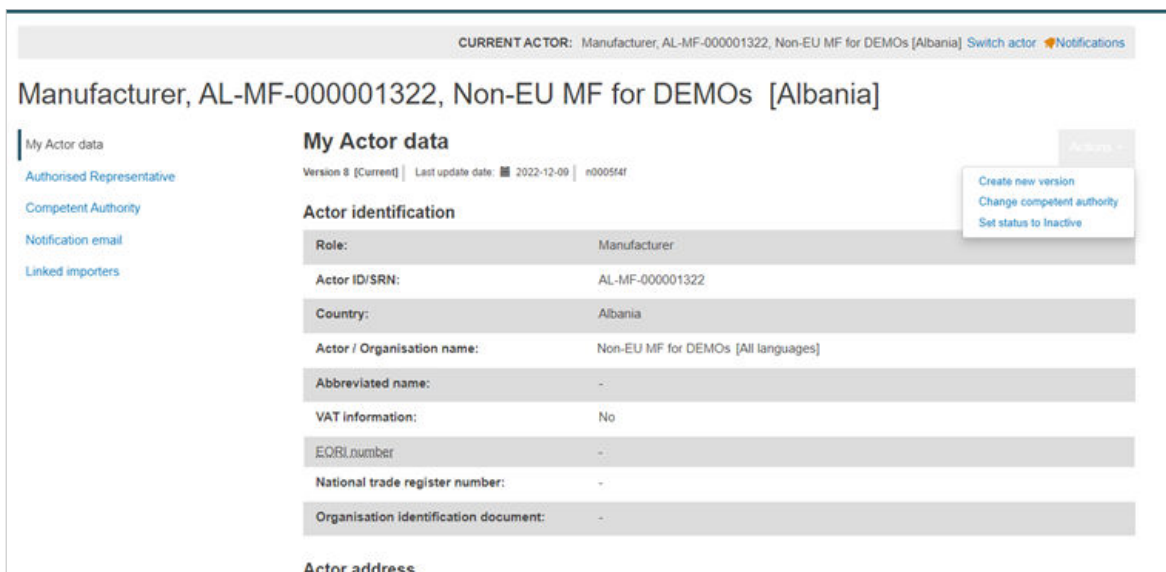 CURRENT ACTOR: Manufacturer, AL-MF-000001322, Non-EU MF for DEMOs [Albania] Switch actor Notifications
Manufacturer, AL-MF-000001322, Non-EU MF for DEMOs [Albania]
My Actor data
Authorised Representative
Competent Authority
Notification email
Linked importers
My Actor data
Actions
Version 8 [Current] Last update date: 2022-12-09 n0005f4f
Create new version
Change competent authority
Set status to Inactive
Actor identification
Role: Manufacturer
Actor ID/SRN: AL-MF-000001322
Country: Albania
Actor / Organisation name: Non-EU MF for DEMOs [All languages]
Abbreviated name: -
VAT information: No
EORI number -
National trade register number: -
Organisation identification document: -
Actor address